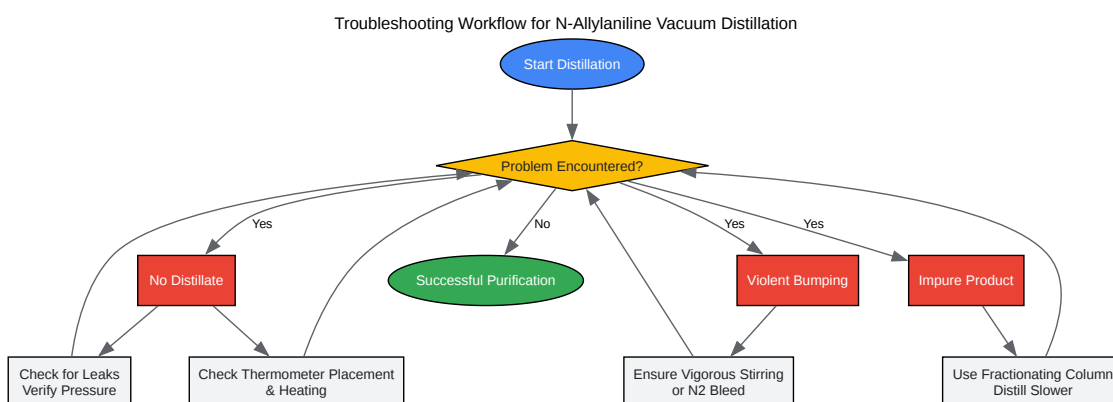 Troubleshooting Workflow for N-Allylaniline Vacuum Distillation
Start Distillation
Problem Encountered?
Yes
No
Yes
Yes
No Distillate
Successful Purification
Violent Bumping
Impure Product
Check for Leaks
Verify Pressure
Check Thermometer Placement
& Heating
Ensure Vigorous Stirring
or N2 Bleed
Use Fractionating Column
Distill Slower